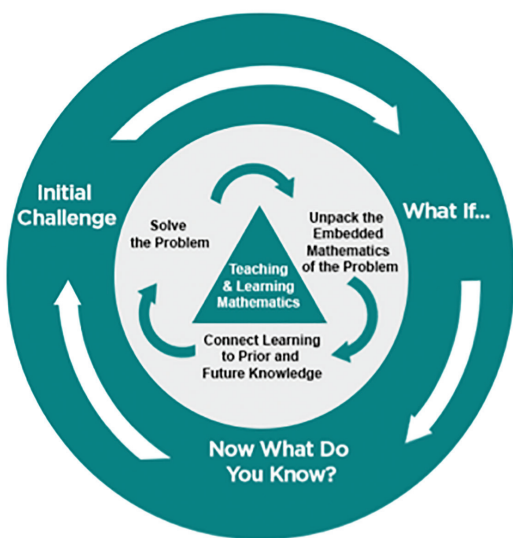 Initial
Challenge
What If...
Now What Do
You Know?
Solve
the Problem
Unpack the
Embedded
Mathematics
of the Problem
Connect Learning
to Prior and
Future Knowledge
Teaching
& Learning
Mathematics